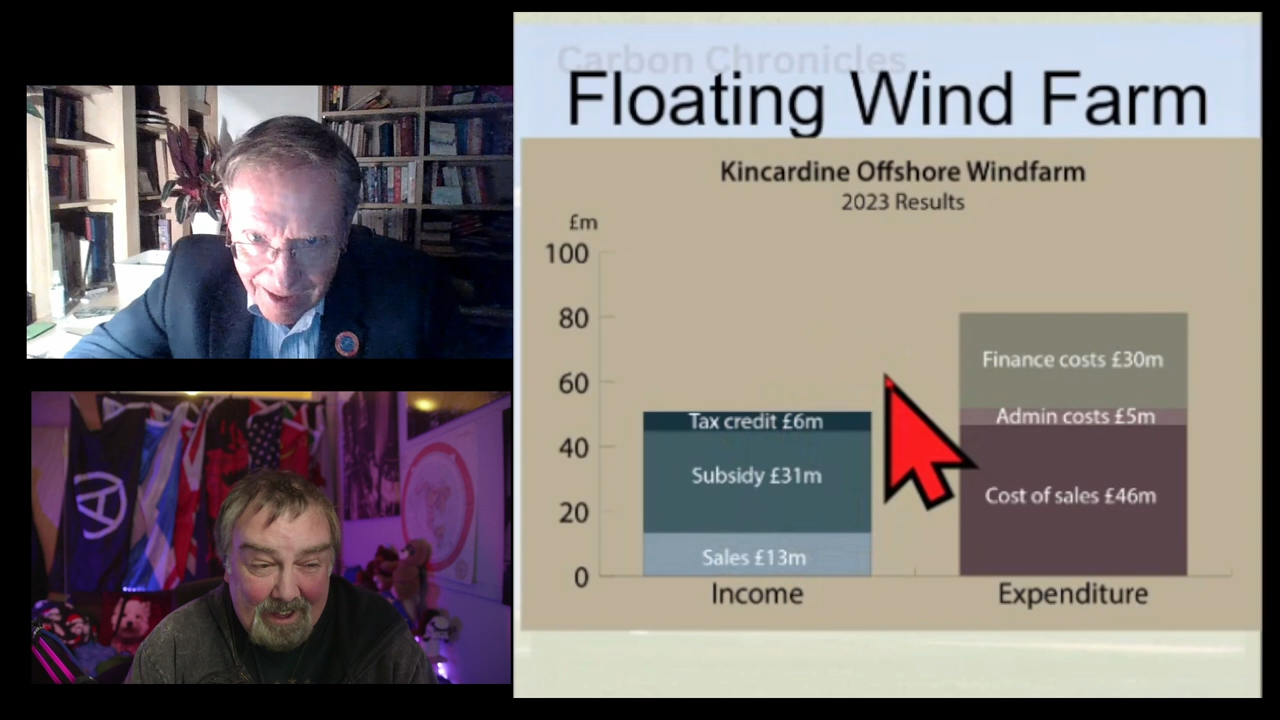 Carbon Chronicles
Floating Wind Farm
Kincardine Offshore Windfarm
2023 Results
£m
100
80
60
40
20
0
Tax credit £6m
Subsidy £31m
Sales £13m
Income
Finance costs £30m
Admin costs £5m
Cost of sales £46m
Expenditure